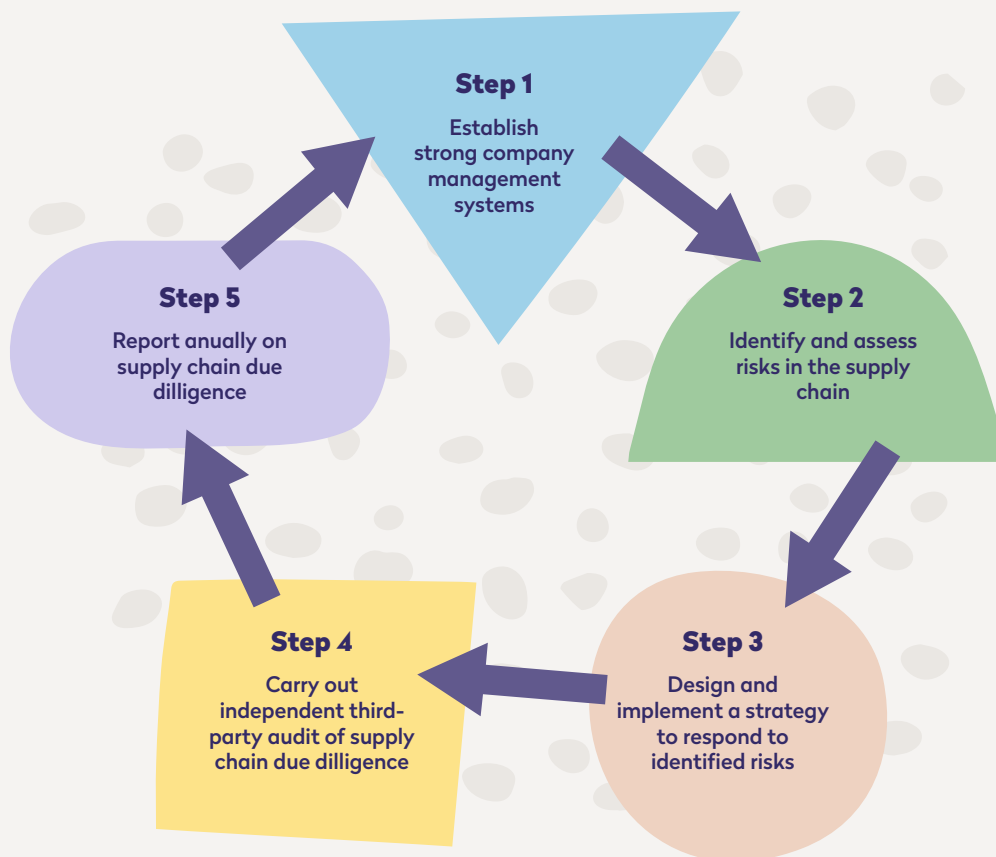 Step 1
Establish
strong company
management
systems
Step 2
Identify and assess
risks in the supply
chain
Step 3
Design and
implement a strategy
to respond to
identified risks
Step 4
Carry out
independent third-
party audit of supply
chain due dilligence
Step 5
Report anually on
supply chain due
dilligence